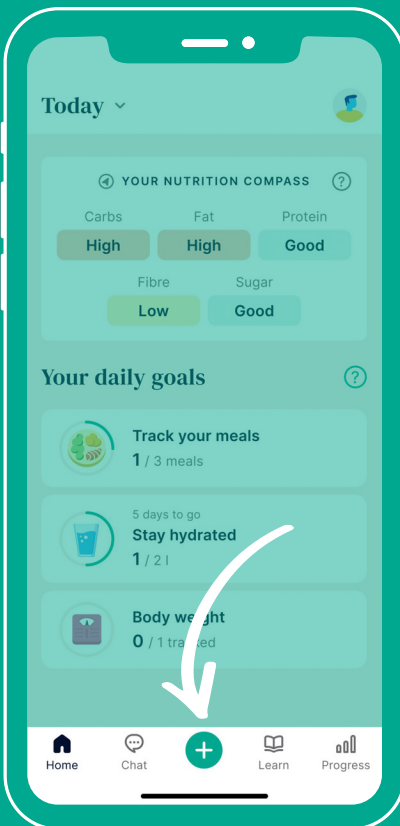 Today
YOUR NUTRITION COMPASS ?
Carbs Fat Protein
High High Good
Fibre Sugar
Low Good
Your daily goals ?
Track your meals
1 / 3 meals
5 days to go
Stay hydrated
1 / 2 l
Body weight
0 / 1 tracked
Home Chat + Learn Progress